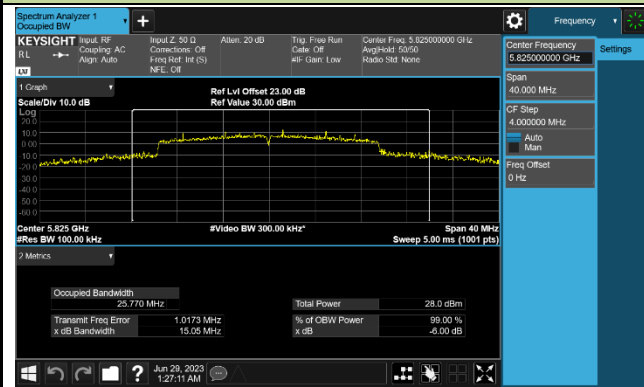 Spectrum Analyzer 1
Occupied BW
Frequency
KEYSIGHT
RL
LXI
Input: RF
Coupling: AC
Align: Auto
Input Z: 50 Ω
Corrections: Off
Freq Ref: Int (S)
NFE: Off
Atten: 20 dB
Trig: Free Run
Gate: Off
#IF Gain: Low
Center Freq: 5.825000000 GHz
Avg|Hold: 50/50
Radio Std: None
Center Frequency
5.825000000 GHz
Settings
Span
40.000 MHz
CF Step
4.000000 MHz
Auto
Man
Freq Offset
0 Hz
1 Graph
Scale/Div 10.0 dB
Ref Lvl Offset 23.00 dB
Ref Value 30.00 dBm
Log
20.0
10.0
0.00
-10.0
-20.0
-30.0
-40.0
-50.0
-60.0
Center 5.825 GHz
#Res BW 100.00 kHz
#Video BW 300.00 kHz*
Span 40 MHz
Sweep 5.00 ms (1001 pts)
2 Metrics
Occupied Bandwidth
25.770 MHz
Total Power 28.0 dBm
Transmit Freq Error 1.0173 MHz
% of OBW Power 99.00 %
x dB Bandwidth 15.05 MHz
x dB -6.00 dB
Jun 29, 2023
1:27:11 AM